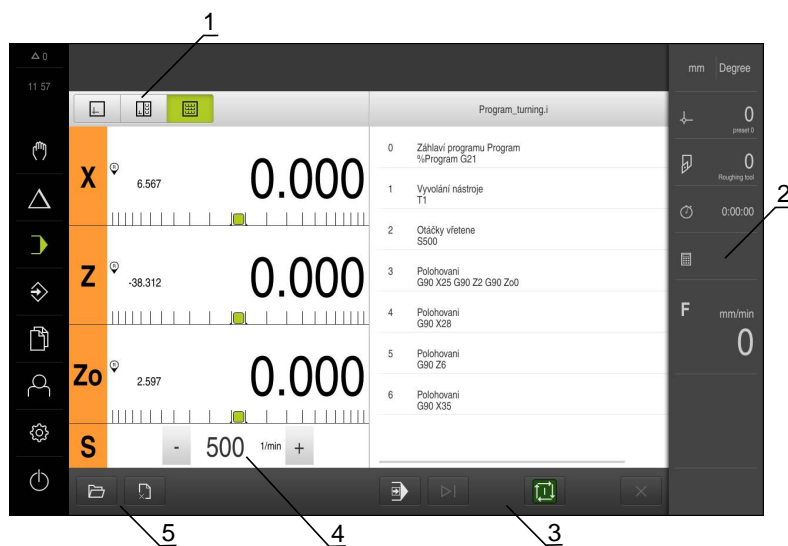 1
0
11 57
mm Degree
Program_turning.i
0
preset 0
0
Roughing tool
0:00:00
2
F mm/min
0
X R 6.567 0.000
Z R -38.312 0.000
Zo R 2.597 0.000
S - 500 1/min +
0 Záhlaví programu Program
%Program G21
1 Vyvolání nástroje
T1
2 Otáčky vřetene
S500
3 Polohovani
G90 X25 G90 Z2 G90 Zo0
4 Polohovani
G90 X28
5 Polohovani
G90 Z6
6 Polohovani
G90 X35
5
4
3